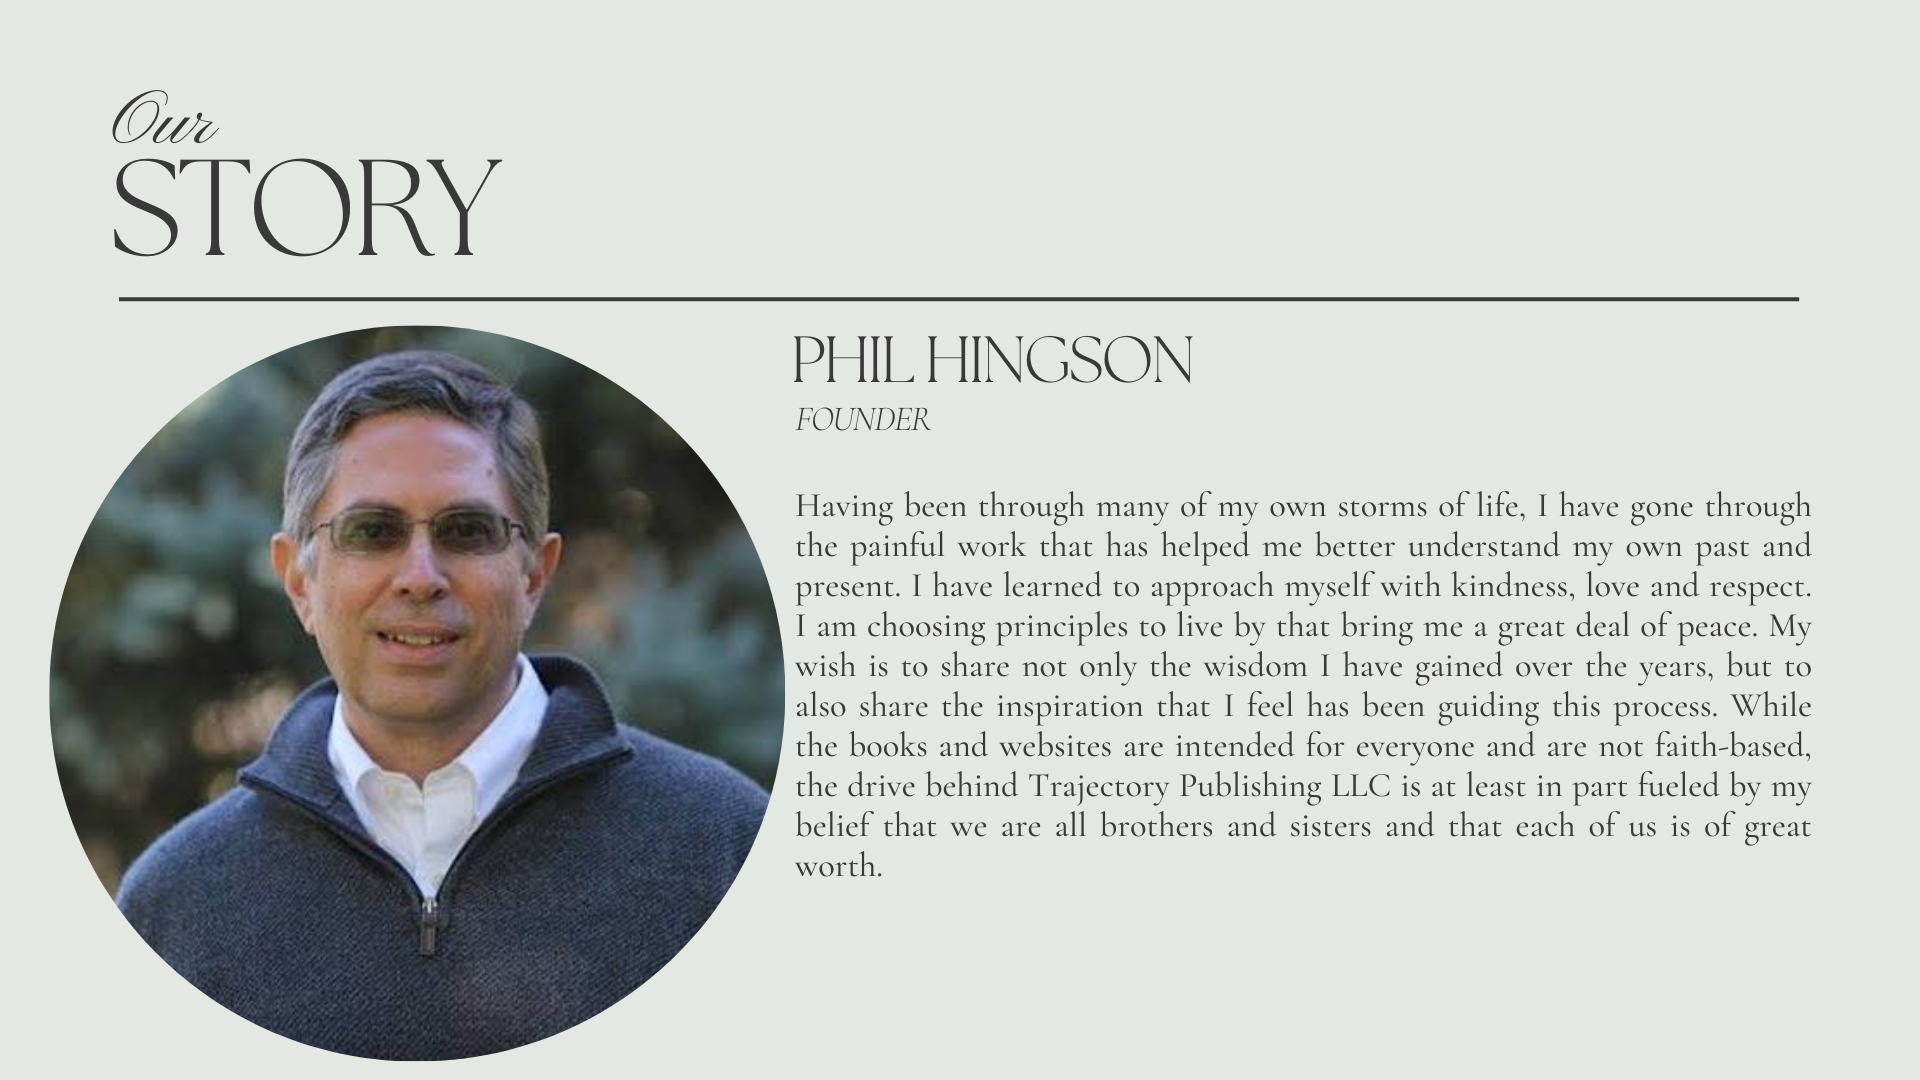 Our
STORY
PHIL HINGSON
FOUNDER
Having been through many of my own storms of life, I have gone through
the painful work that has helped me better understand my own past and
present. I have learned to approach myself with kindness, love and respect.
I am choosing principles to live by that bring me a great deal of peace. My
wish is to share not only the wisdom I have gained over the years, but to
also share the inspiration that I feel has been guiding this process. While
the books and websites are intended for everyone and are not faith-based,
the drive behind Trajectory Publishing LLC is at least in part fueled by my
belief that we are all brothers and sisters and that each of us is of great
worth.